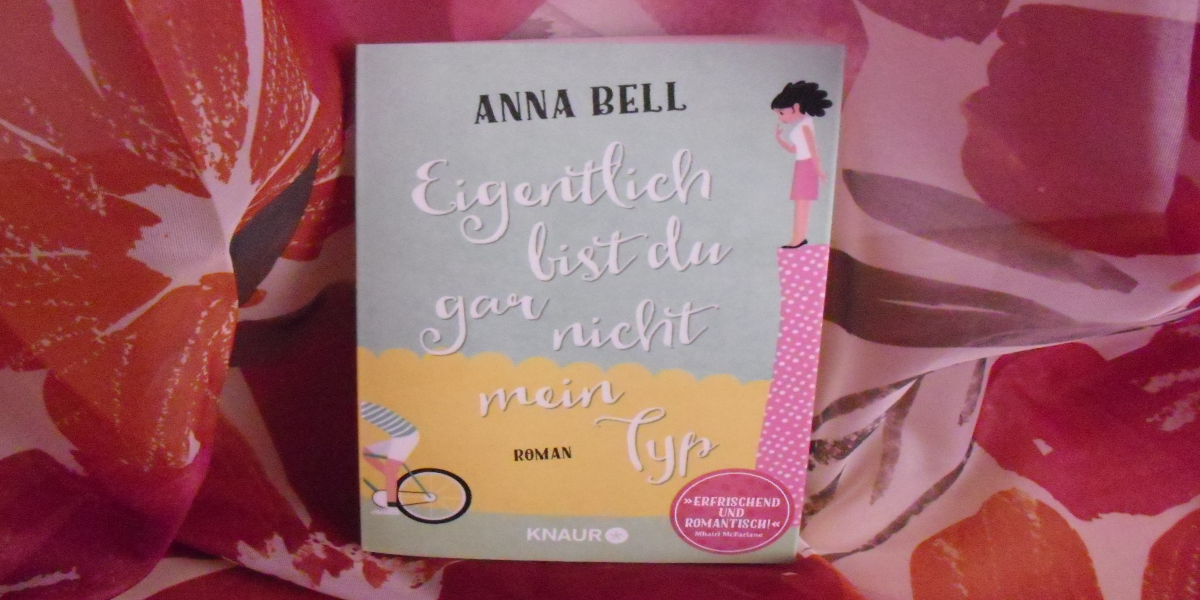 ANNA BELL
Eigentlich
bist du
gar nicht
mein
Typ
ROMAN
»ERFRISCHEND
UND
ROMANTISCH!«
Mhairi McFarlane
KNAUR